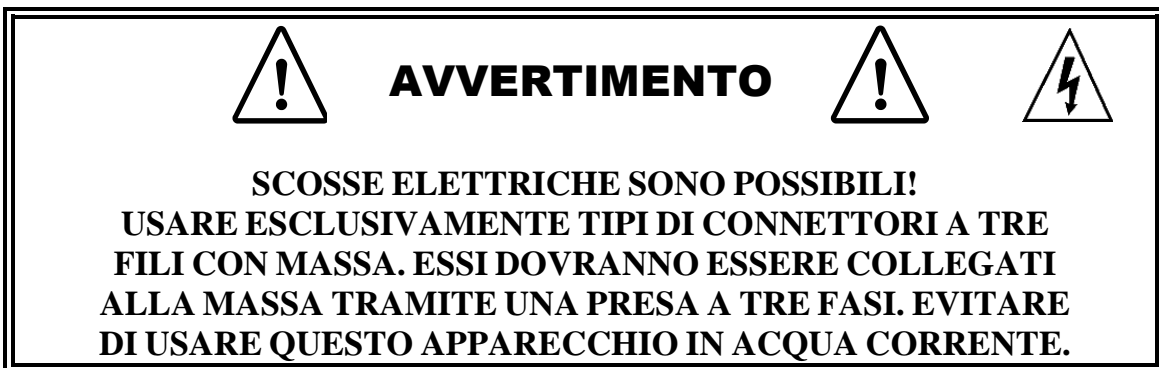 AVVERTIMENTO
SCOSSE ELETTRICHE SONO POSSIBILI!
USARE ESCLUSIVAMENTE TIPI DI CONNETTORI A TRE
FILI CON MASSA. ESSI DOVRANNO ESSERE COLLEGATI
ALLA MASSA TRAMITE UNA PRESA A TRE FASI. EVITARE
DI USARE QUESTO APPARECCHIO IN ACQUA CORRENTE.